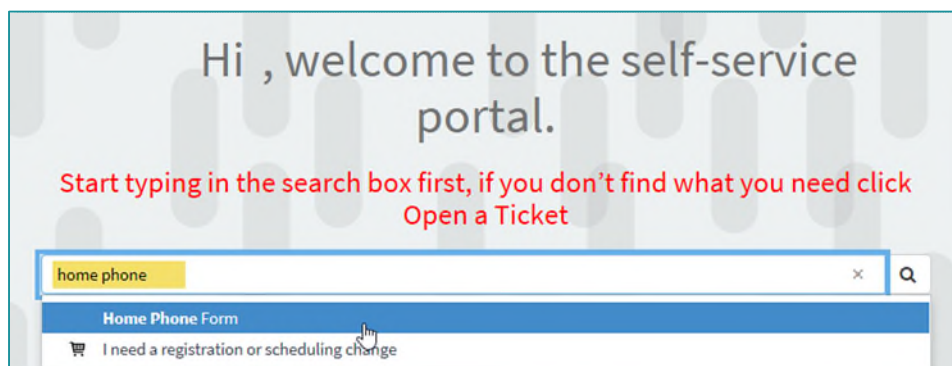 Hi , welcome to the self-service
portal.
Start typing in the search box first, if you don’t find what you need click
Open a Ticket
home phone
Home Phone Form
I need a registration or scheduling change